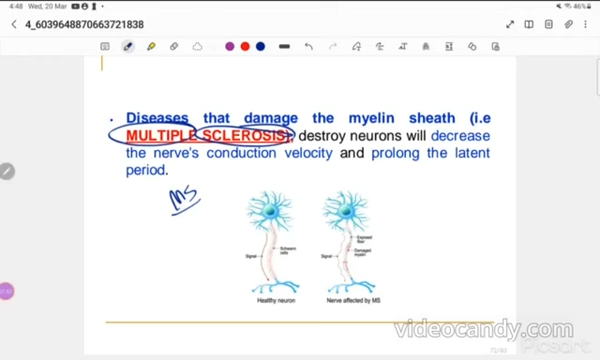 4:48 Wed, 20 Mar
46%
4_6039648870663721838
• Diseases that damage the myelin sheath (i.e
MULTIPLE SCLEROSIS), destroy neurons will decrease
the nerve's conduction velocity and prolong the latent
period.
MS
Exposed
fiber
Signal
Schwann
cells
Signal
Damaged
myelin
Healthy neuron
Nerve affected by MS
videocandy.com
PicsArt